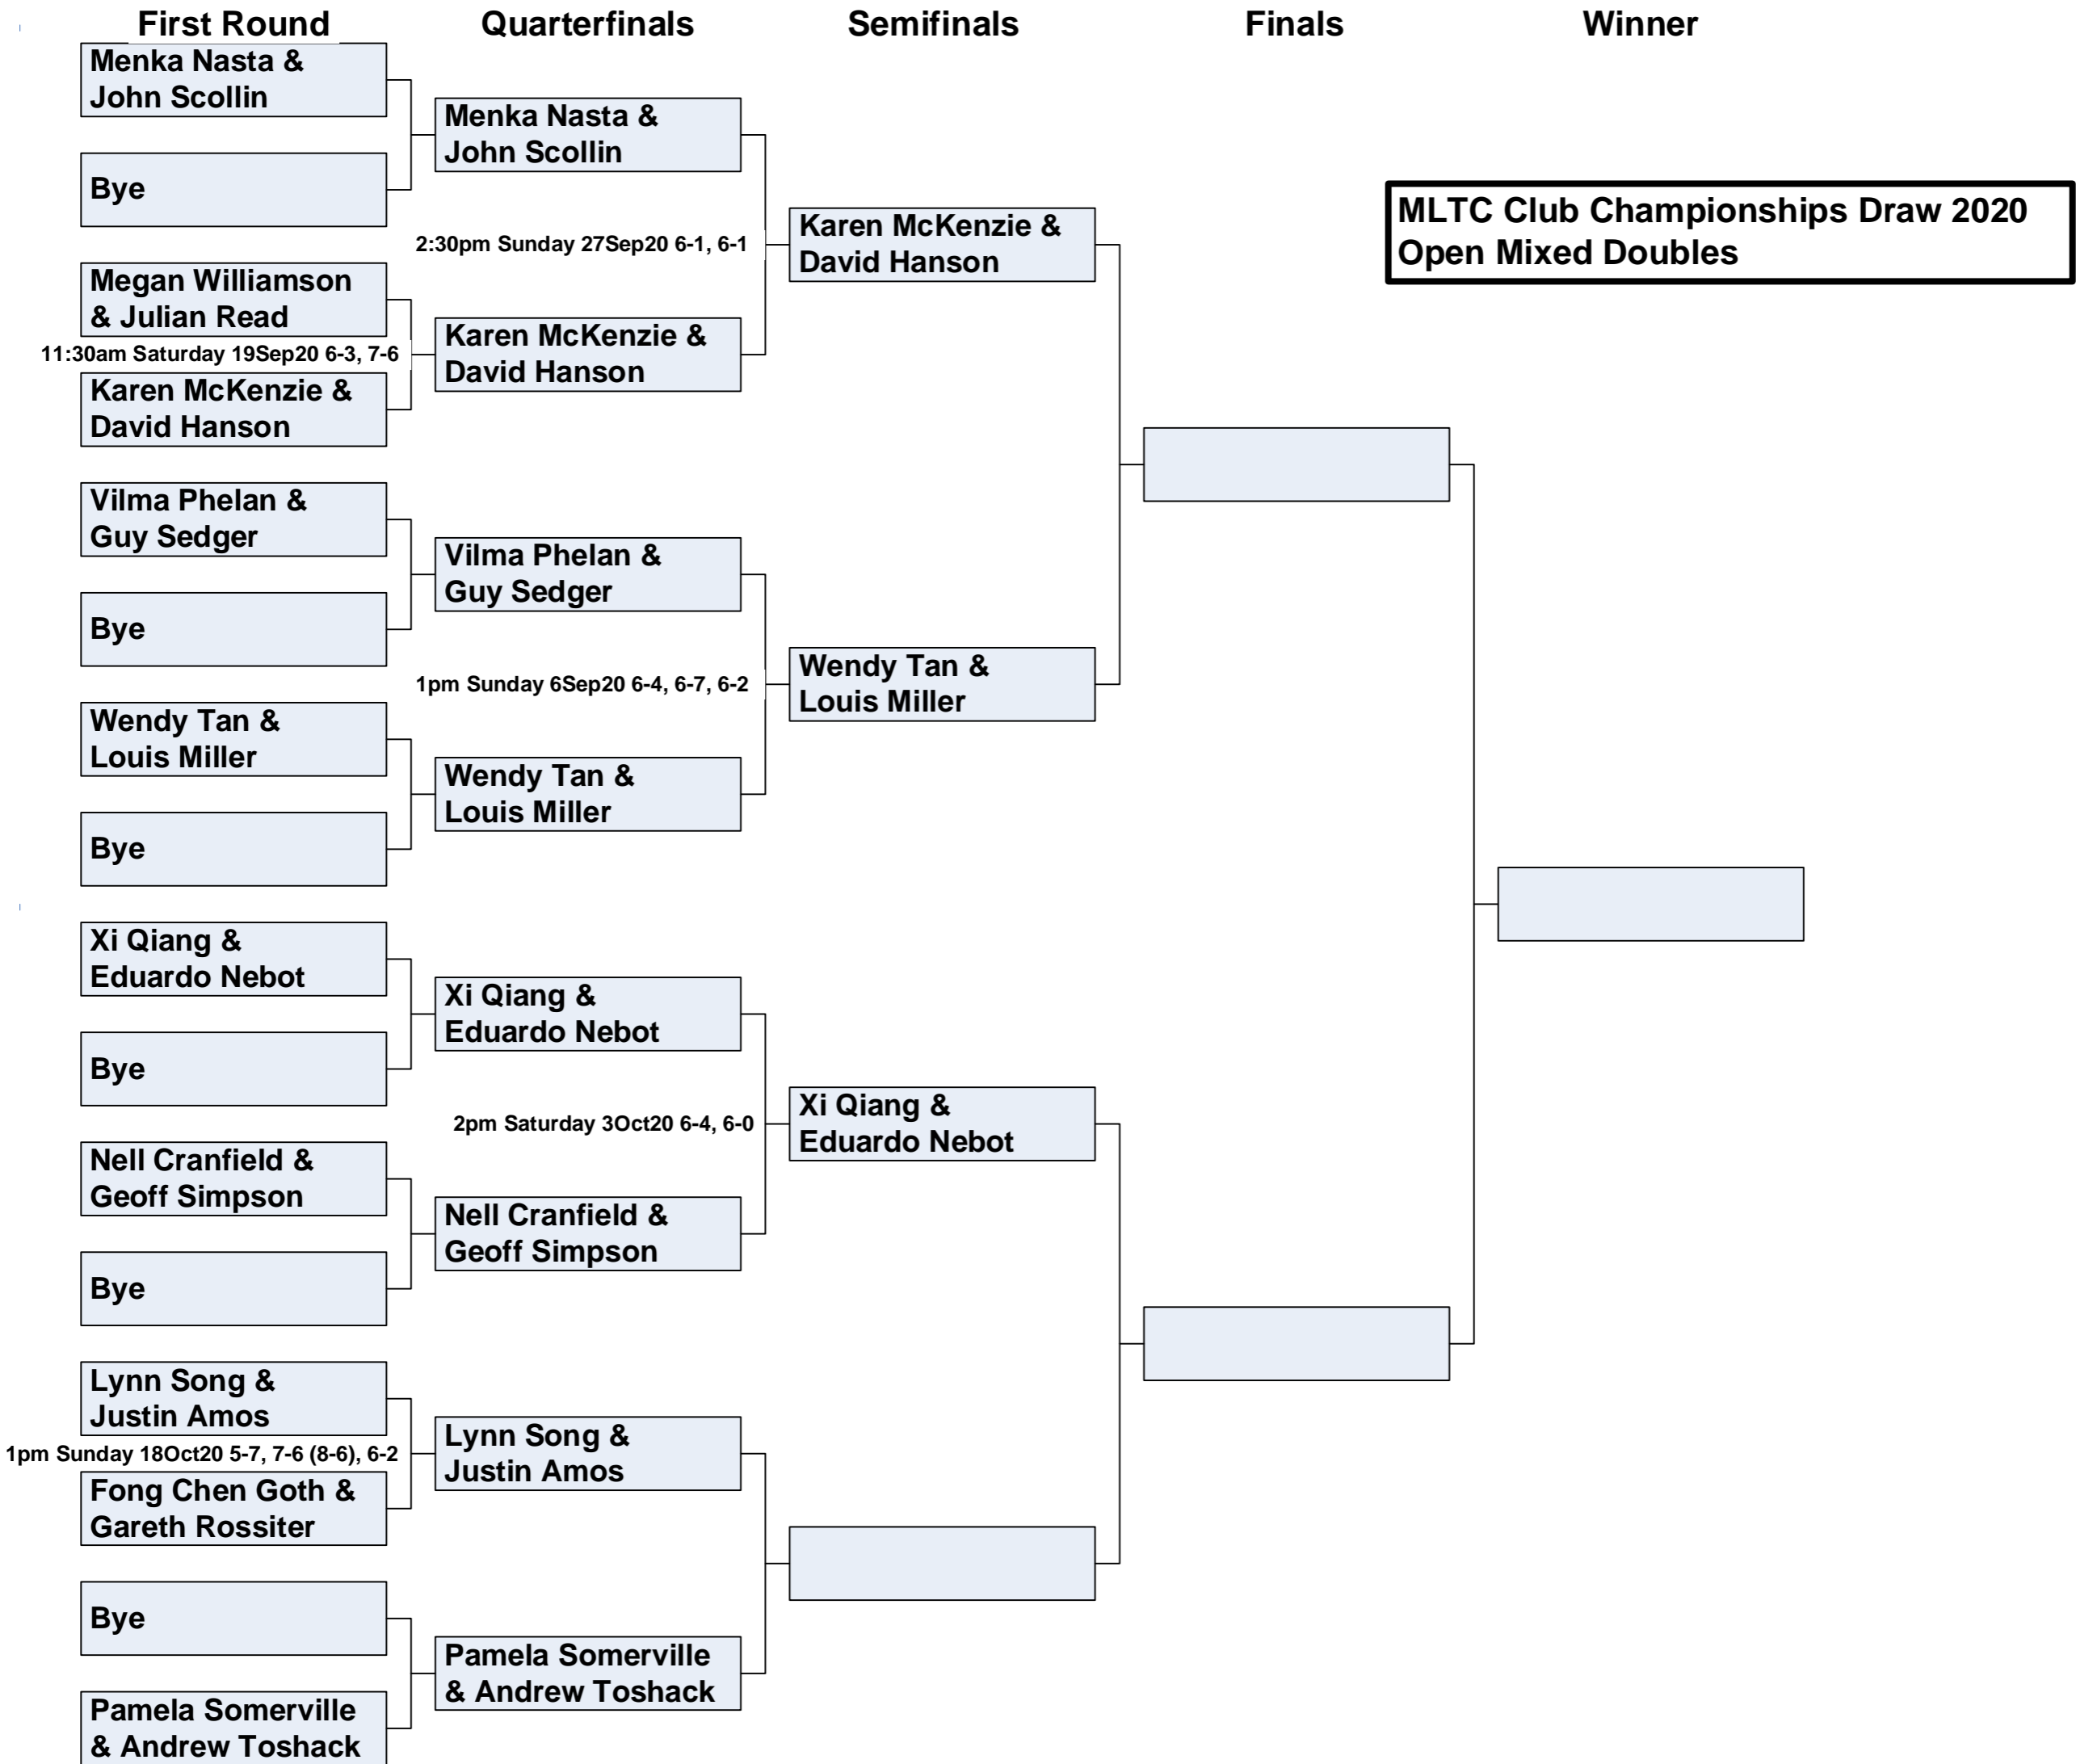 First Round
Quarterfinals
Semifinals
Finals
Winner
Menka Nasta &
John Scollin
Bye
Megan Williamson
& Julian Read
11:30am Saturday 19Sep20 6-3, 7-6
Karen McKenzie &
David Hanson
Vilma Phelan &
Guy Sedger
Bye
Wendy Tan &
Louis Miller
Bye
Xi Qiang &
Eduardo Nebot
Bye
Nell Cranfield &
Geoff Simpson
Bye
Lynn Song &
Justin Amos
1pm Sunday 18Oct20 5-7, 7-6 (8-6), 6-2
Fong Chen Goth &
Gareth Rossiter
Bye
Pamela Somerville
& Andrew Toshack
Menka Nasta &
John Scollin
2:30pm Sunday 27Sep20 6-1, 6-1
Karen McKenzie &
David Hanson
Vilma Phelan &
Guy Sedger
1pm Sunday 6Sep20 6-4, 6-7, 6-2
Wendy Tan &
Louis Miller
Xi Qiang &
Eduardo Nebot
2pm Saturday 3Oct20 6-4, 6-0
Nell Cranfield &
Geoff Simpson
Lynn Song &
Justin Amos
Pamela Somerville
& Andrew Toshack
Karen McKenzie &
David Hanson
Wendy Tan &
Louis Miller
Xi Qiang &
Eduardo Nebot
MLTC Club Championships Draw 2020
Open Mixed Doubles